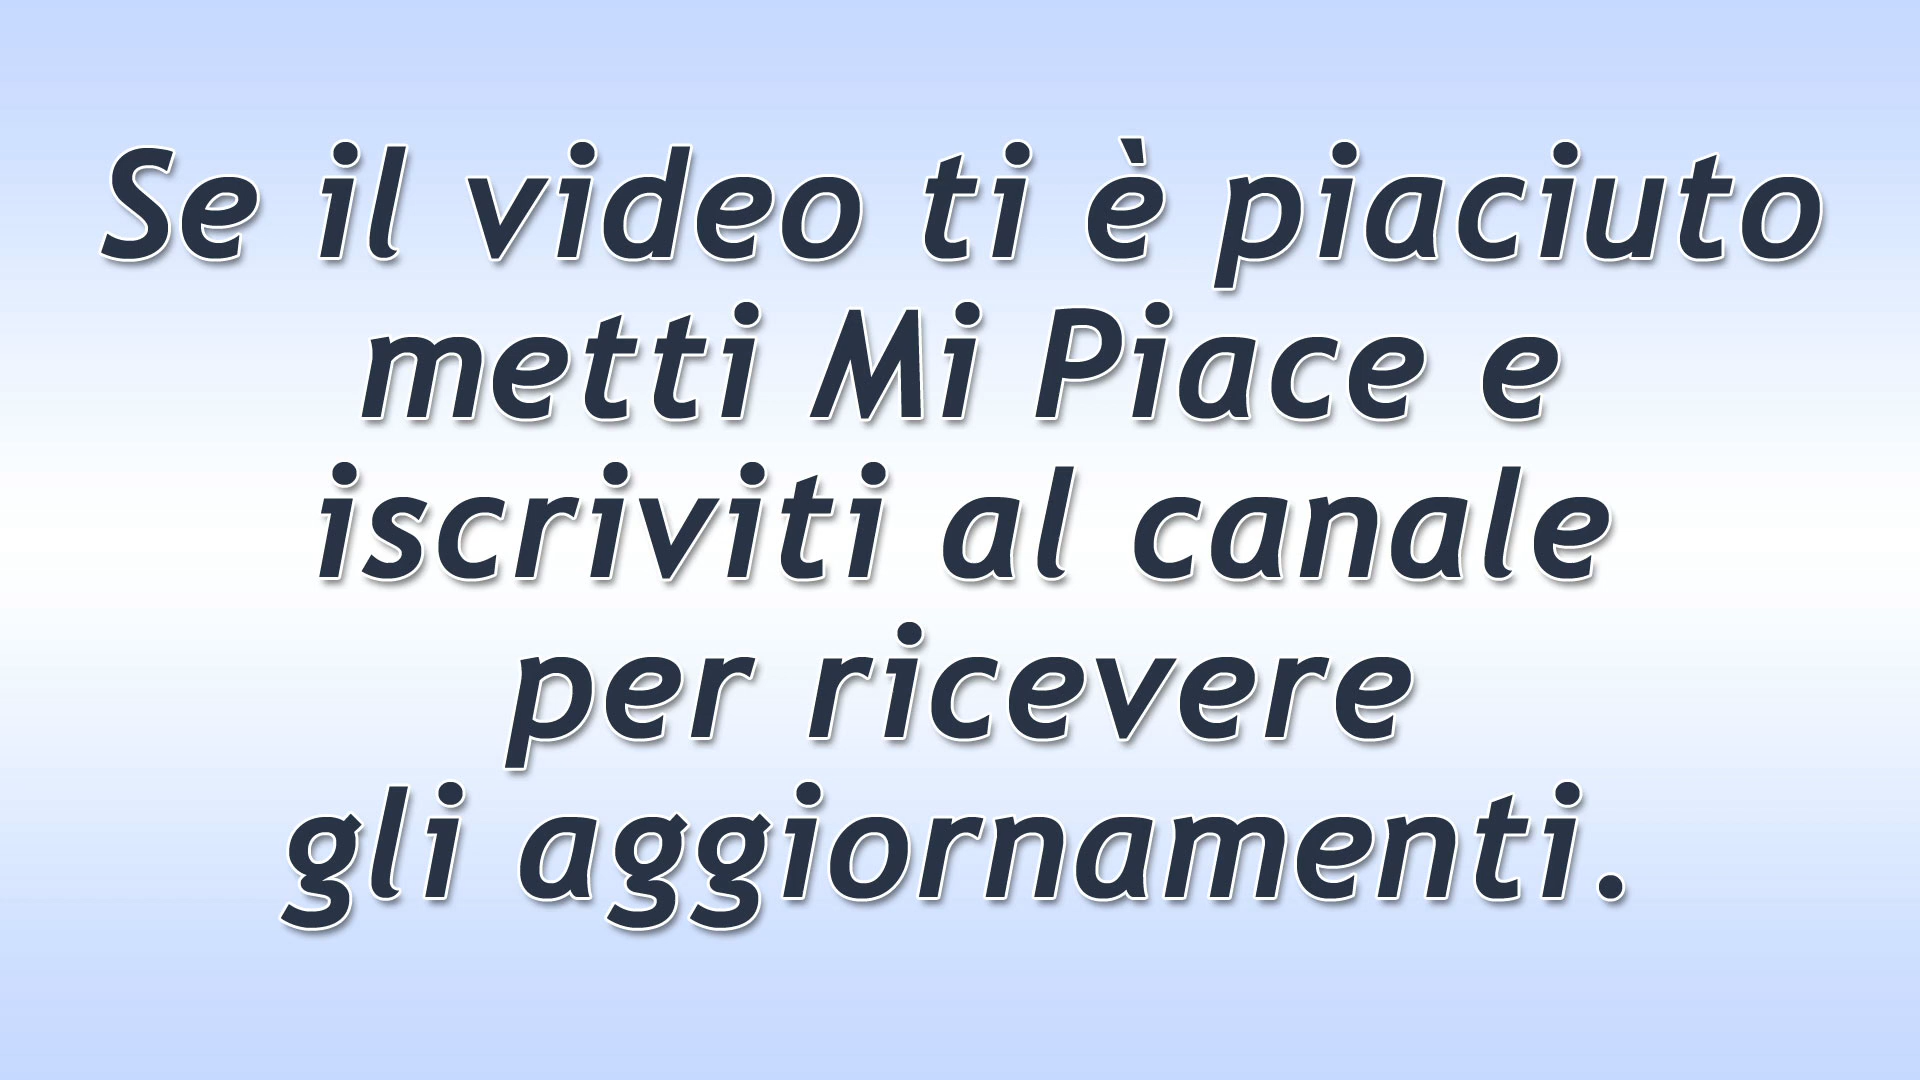 Se il video ti è piaciuto
metti Mi Piace e
iscriviti al canale
per ricevere
gli aggiornamenti.